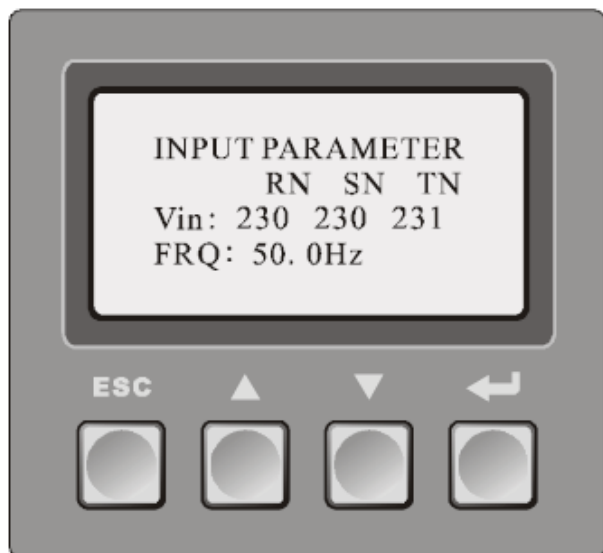 INPUT PARAMETER
RN SN TN
Vin: 230 230 231
FRQ: 50.0Hz
ESC